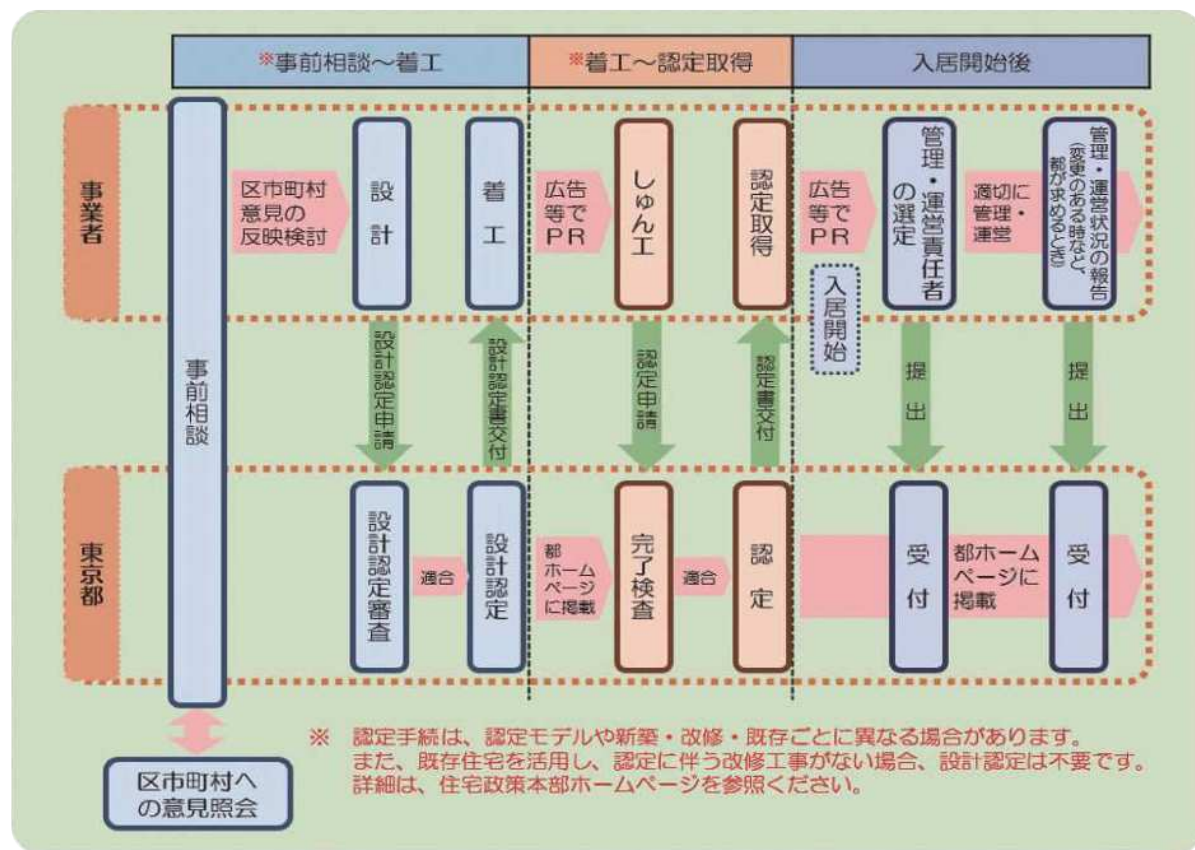 ※事前相談～着工
※着工～認定取得
入居開始後
事業者
事前相談
区市町村
意見の
反映検討
設計
着工
広告
等で
PR
しゅん工
認定取得
広告
等で
PR
入居開始
管理・運営責任者
の選定
適切に
管理・
運営
管理・運営状況の報告
（変更のある時など、
都が求めるとき）
設計認定申請
設計認定書交付
認定申請
認定書交付
提出
提出
東京都
設計認定審査
適合
設計認定
都
ホーム
ページ
に掲載
完了検査
適合
認定
受付
都ホーム
ページに
掲載
受付
区市町村へ
の意見照会
※ 認定手続は、認定モデルや新築・改修・既存ごとに異なる場合があります。
また、既存住宅を活用し、認定に伴う改修工事がない場合、設計認定は不要です。
詳細は、住宅政策本部ホームページを参照ください。